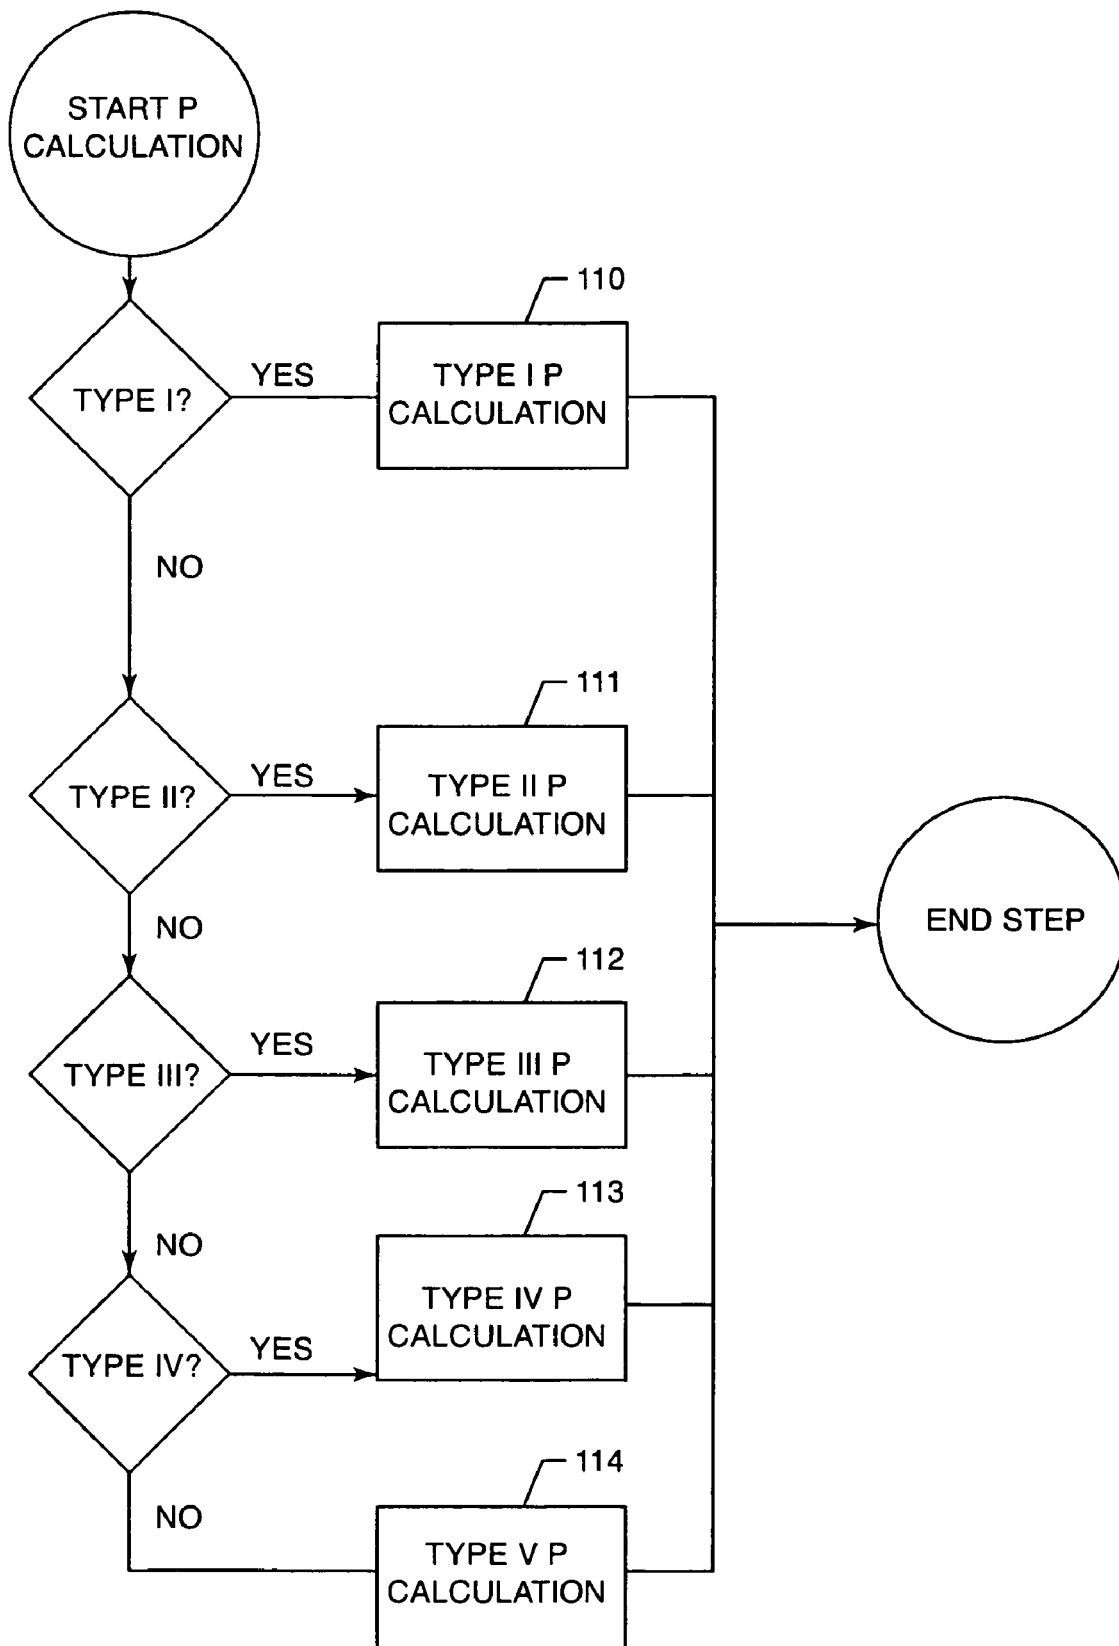 START P
CALCULATION
110
TYPE I?
YES
TYPE I P
CALCULATION
NO
111
TYPE II?
YES
TYPE II P
CALCULATION
NO
END STEP
112
TYPE III?
YES
TYPE III P
CALCULATION
NO
113
TYPE IV?
YES
TYPE IV P
CALCULATION
NO
114
TYPE V P
CALCULATION